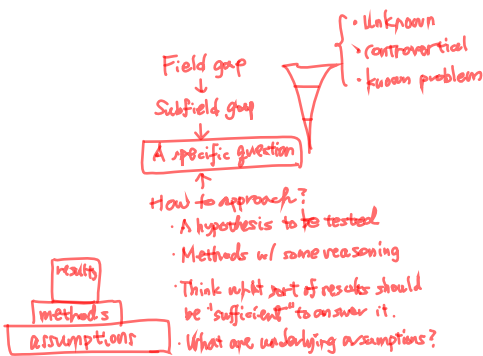 Field gap
Subfield gap
A specific question
• Unknown
• controvertical
• known problem
How to approach?
• A hypothesis to be tested
• Methods w/ some reasoning
• Think what sort of results should
be "sufficient" to answer it.
• What are underlying assumptions?
results
methods
assumptions